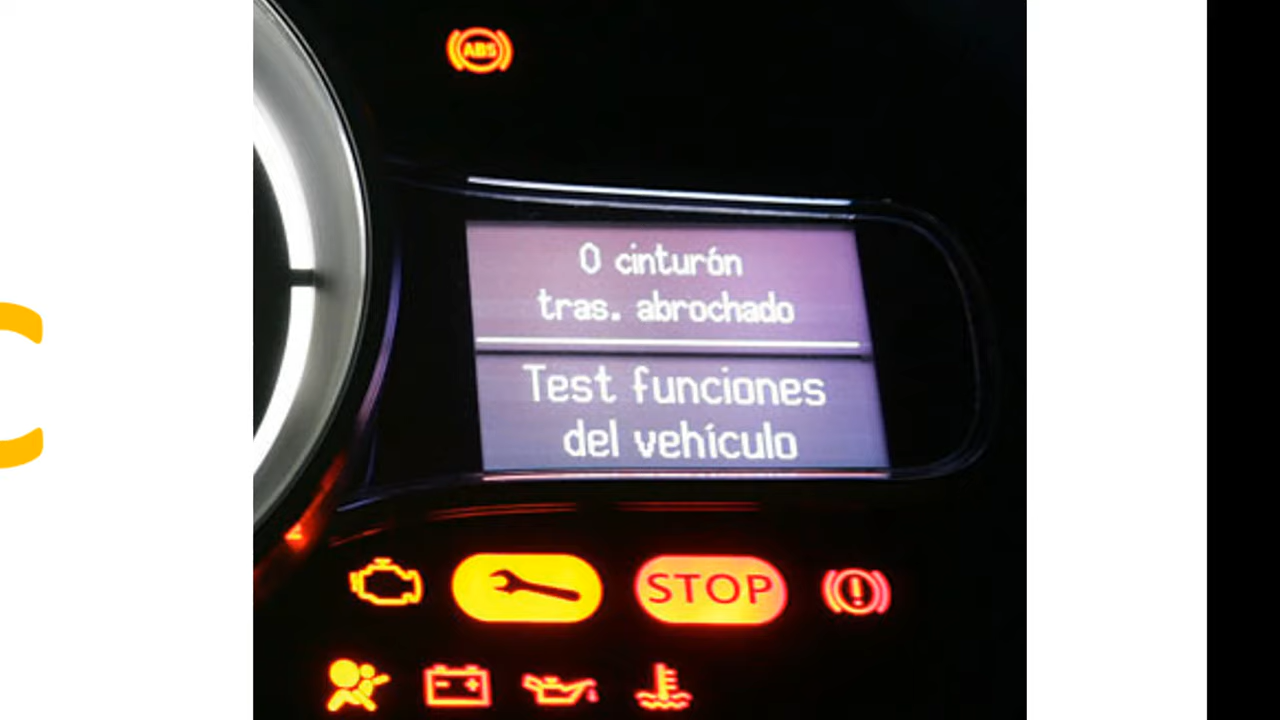 ABS
0 cinturón
tras. abrochado
Test funciones
del vehículo
STOP